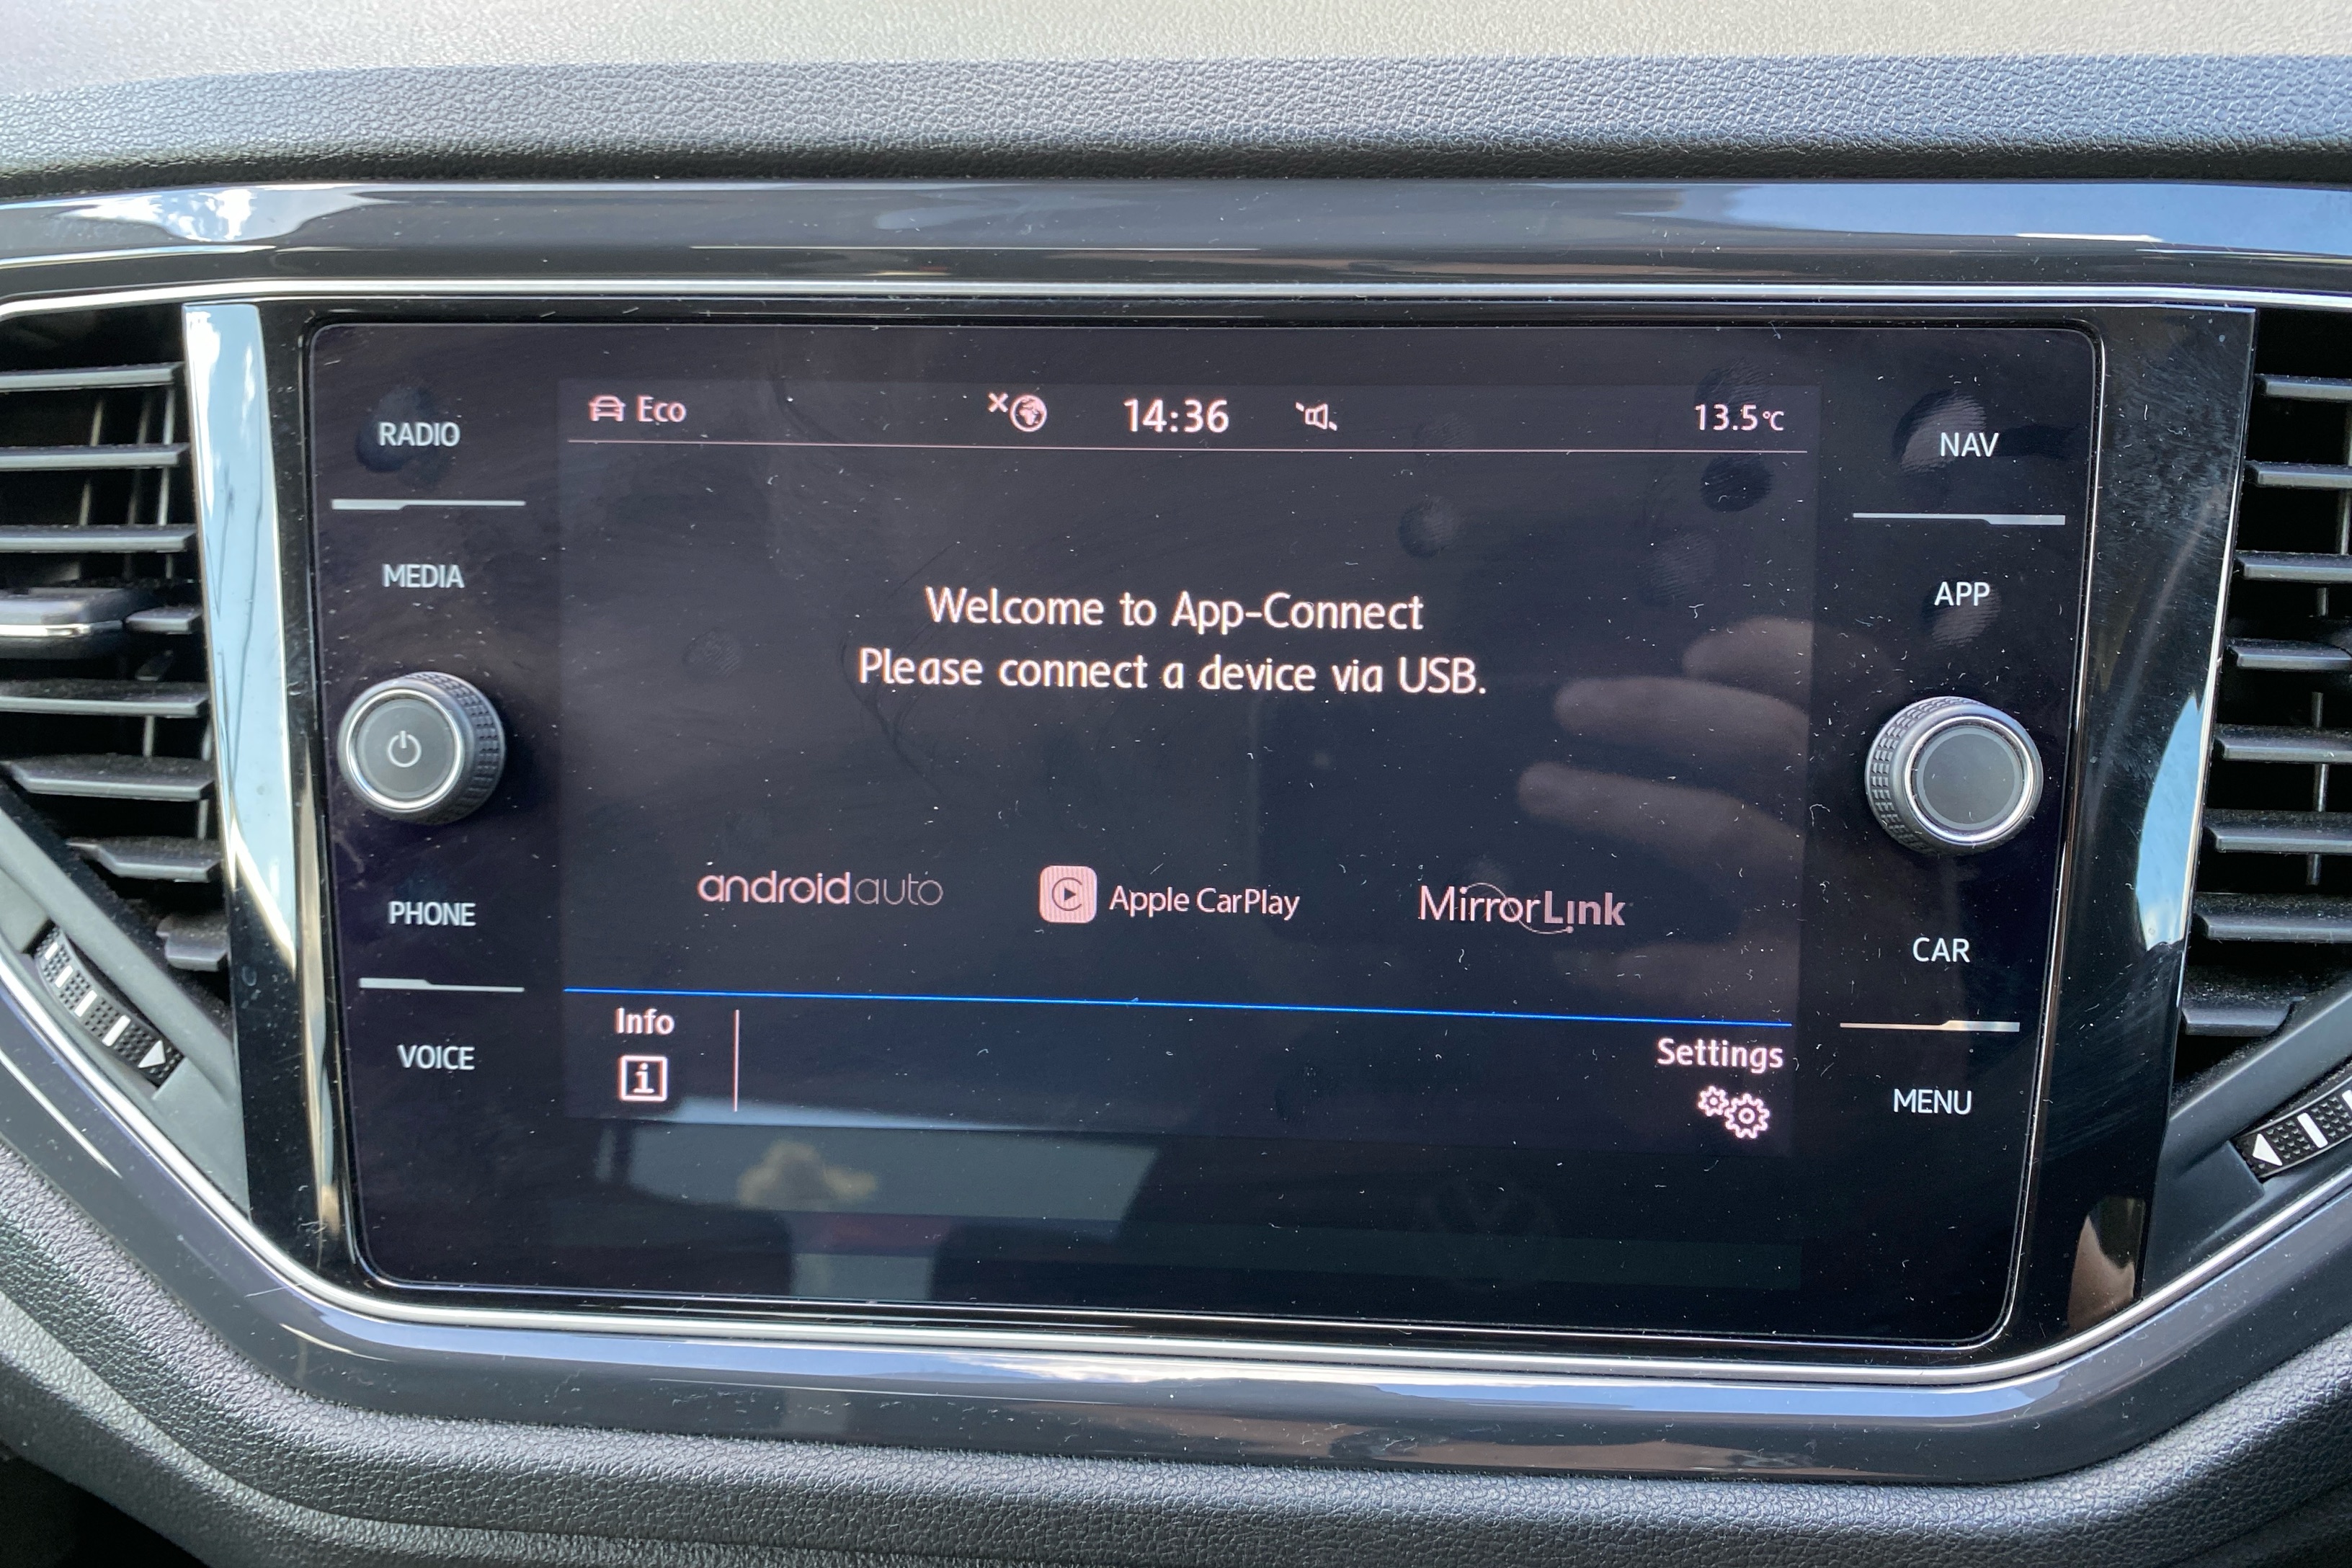 Eco
14:36
13.5°C
RADIO
MEDIA
PHONE
VOICE
Welcome to App-Connect
Please connect a device via USB.
androidauto
Apple CarPlay
MirrorLink
Info
Settings
NAV
APP
CAR
MENU